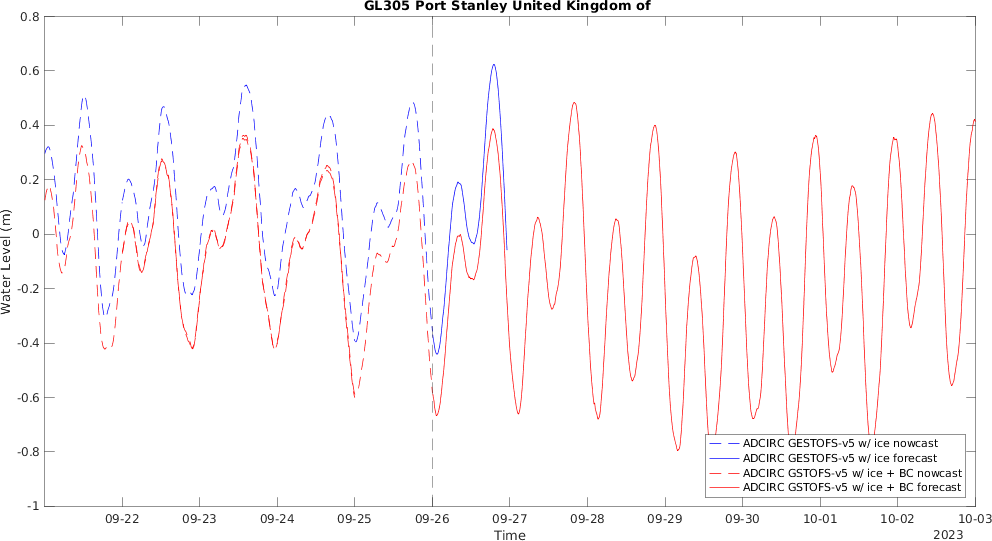 GL305 Port Stanley United Kingdom of
0.8
0.6
0.4
0.2
0
-0.2
-0.4
-0.6
-0.8
-1
Water Level (m)
ADCIRC GESTOFS-v5 w/ ice nowcast
ADCIRC GESTOFS-v5 w/ ice forecast
ADCIRC GSTOFS-v5 w/ ice + BC nowcast
ADCIRC GSTOFS-v5 w/ ice + BC forecast
09-22 09-23 09-24 09-25 09-26 09-27 09-28 09-29 09-30 10-01 10-02 10-03
Time 2023